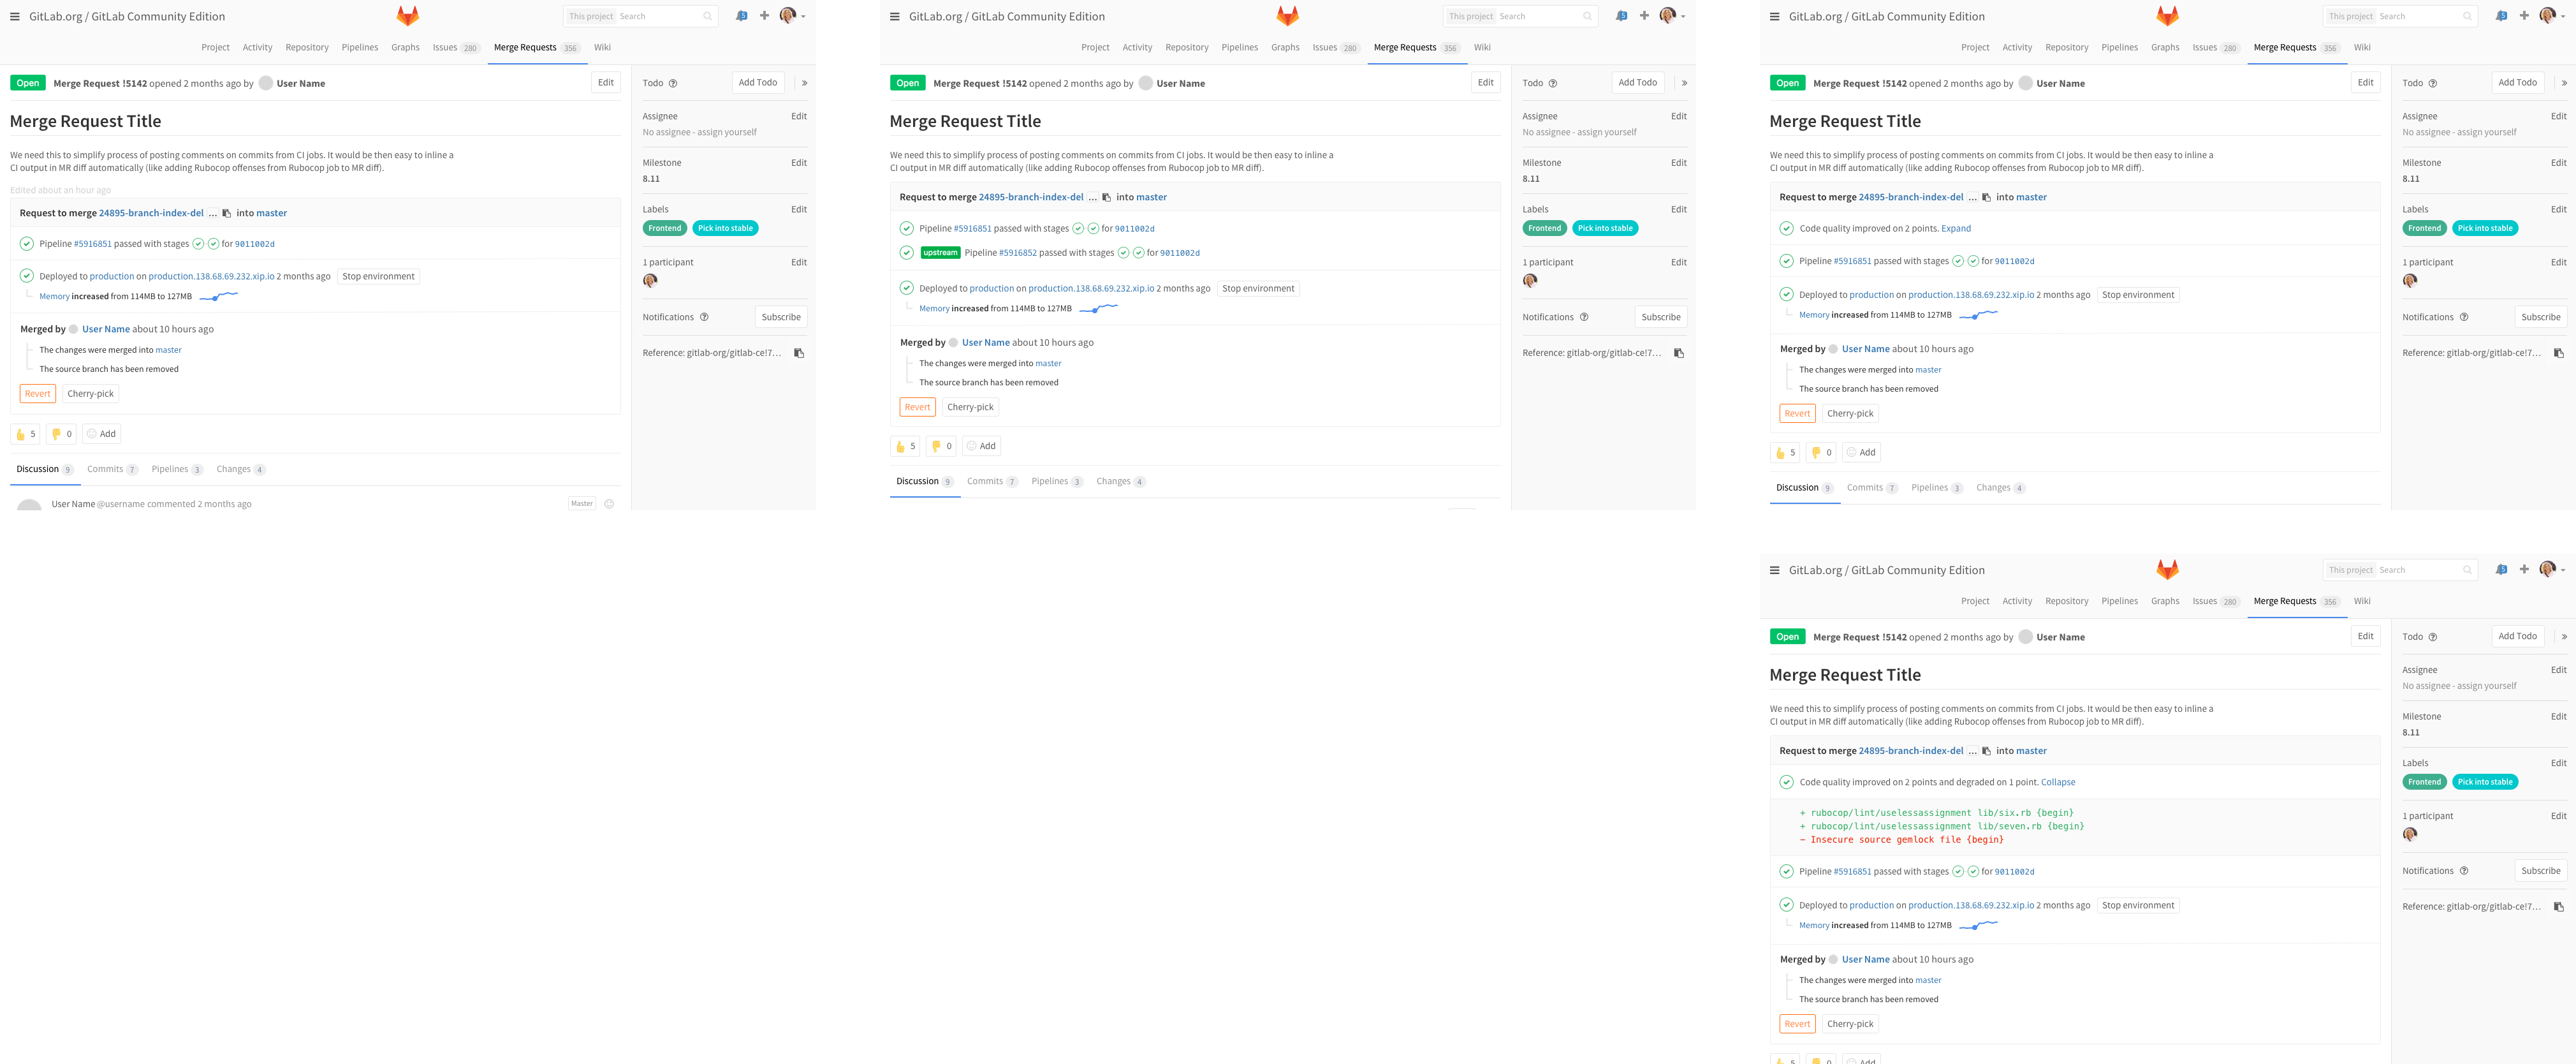 GitLab.org / GitLab Community Edition
This project Search
Project Activity Repository Pipelines Graphs Issues 280 Merge Requests 356 Wiki
Open Merge Request !5142 opened 2 months ago by User Name Edit
Merge Request Title
We need this to simplify process of posting comments on commits from CI jobs. It would be then easy to inline a
CI output in MR diff automatically (like adding Rubocop offenses from Rubocop job to MR diff).
Edited about an hour ago
Request to merge 24895-branch-index-del ... into master
Pipeline #5916851 passed with stages for 9011002d
Deployed to production on production.138.68.69.232.xip.io 2 months ago Stop environment
Memory increased from 114MB to 127MB
Merged by User Name about 10 hours ago
The changes were merged into master
The source branch has been removed
Revert Cherry-pick
5 0 Add
Discussion 9 Commits 7 Pipelines 3 Changes 4
User Name @username commented 2 months ago Master
Todo Add Todo »
Assignee Edit
No assignee - assign yourself
Milestone Edit
8.11
Labels Edit
Frontend Pick into stable
1 participant Edit
Notifications Subscribe
Reference: gitlab-org/gitlab-ce!7...
GitLab.org / GitLab Community Edition
This project Search
Project Activity Repository Pipelines Graphs Issues 280 Merge Requests 356 Wiki
Open Merge Request !5142 opened 2 months ago by User Name Edit
Merge Request Title
We need this to simplify process of posting comments on commits from CI jobs. It would be then easy to inline a
CI output in MR diff automatically (like adding Rubocop offenses from Rubocop job to MR diff).
Request to merge 24895-branch-index-del ... into master
Pipeline #5916851 passed with stages for 9011002d
upstream Pipeline #5916852 passed with stages for 9011002d
Deployed to production on production.138.68.69.232.xip.io 2 months ago Stop environment
Memory increased from 114MB to 127MB
Merged by User Name about 10 hours ago
The changes were merged into master
The source branch has been removed
Revert Cherry-pick
5 0 Add
Discussion 9 Commits 7 Pipelines 3 Changes 4
Todo Add Todo »
Assignee Edit
No assignee - assign yourself
Milestone Edit
8.11
Labels Edit
Frontend Pick into stable
1 participant Edit
Notifications Subscribe
Reference: gitlab-org/gitlab-ce!7...
GitLab.org / GitLab Community Edition
This project Search
Project Activity Repository Pipelines Graphs Issues 280 Merge Requests 356 Wiki
Open Merge Request !5142 opened 2 months ago by User Name Edit
Merge Request Title
We need this to simplify process of posting comments on commits from CI jobs. It would be then easy to inline a
CI output in MR diff automatically (like adding Rubocop offenses from Rubocop job to MR diff).
Request to merge 24895-branch-index-del ... into master
Code quality improved on 2 points. Expand
Pipeline #5916851 passed with stages for 9011002d
Deployed to production on production.138.68.69.232.xip.io 2 months ago Stop environment
Memory increased from 114MB to 127MB
Merged by User Name about 10 hours ago
The changes were merged into master
The source branch has been removed
Revert Cherry-pick
5 0 Add
Discussion 9 Commits 7 Pipelines 3 Changes 4
Todo Add Todo »
Assignee Edit
No assignee - assign yourself
Milestone Edit
8.11
Labels Edit
Frontend Pick into stable
1 participant Edit
Notifications Subscribe
Reference: gitlab-org/gitlab-ce!7...
GitLab.org / GitLab Community Edition
This project Search
Project Activity Repository Pipelines Graphs Issues 280 Merge Requests 356 Wiki
Open Merge Request !5142 opened 2 months ago by User Name Edit
Merge Request Title
We need this to simplify process of posting comments on commits from CI jobs. It would be then easy to inline a
CI output in MR diff automatically (like adding Rubocop offenses from Rubocop job to MR diff).
Request to merge 24895-branch-index-del ... into master
Code quality improved on 2 points and degraded on 1 point. Collapse
+ rubocop/lint/uselessassignment lib/six.rb {begin}
+ rubocop/lint/uselessassignment lib/seven.rb {begin}
− Insecure source gemlock file {begin}
Pipeline #5916851 passed with stages for 9011002d
Deployed to production on production.138.68.69.232.xip.io 2 months ago Stop environment
Memory increased from 114MB to 127MB
Merged by User Name about 10 hours ago
The changes were merged into master
The source branch has been removed
Revert Cherry-pick
5 0 Add
Todo Add Todo »
Assignee Edit
No assignee - assign yourself
Milestone Edit
8.11
Labels Edit
Frontend Pick into stable
1 participant Edit
Notifications Subscribe
Reference: gitlab-org/gitlab-ce!7...